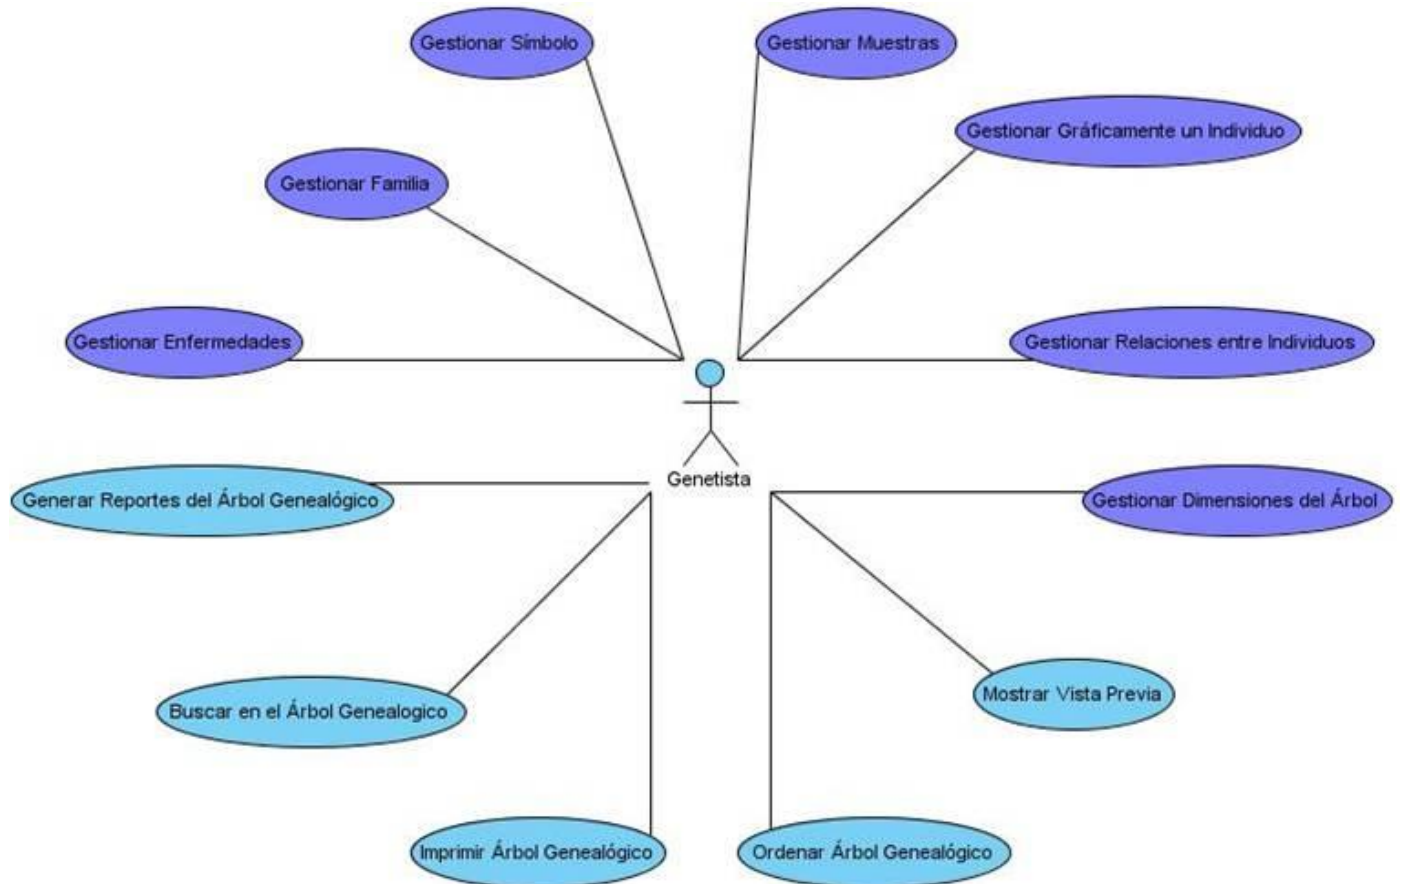 Gestionar Símbolo
Gestionar Muestras
Gestionar Gráficamente un Individuo
Gestionar Familia
Gestionar Enfermedades
Gestionar Relaciones entre Individuos
Genetista
Generar Reportes del Árbol Genealógico
Gestionar Dimensiones del Árbol
Buscar en el Árbol Genealogico
Mostrar Vista Previa
Imprimir Árbol Genealógico
Ordenar Árbol Genealógico